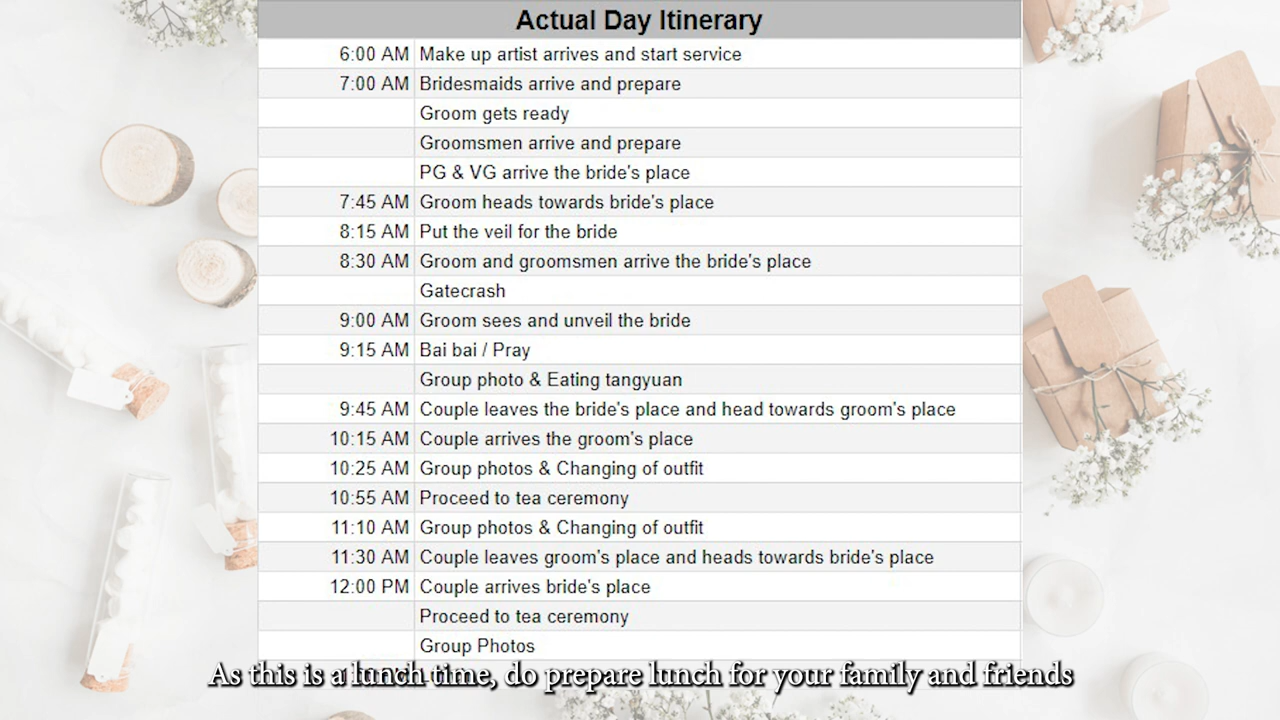 Actual Day Itinerary
6:00 AM Make up artist arrives and start service
7:00 AM Bridesmaids arrive and prepare
Groom gets ready
Groomsmen arrive and prepare
PG & VG arrive the bride's place
7:45 AM Groom heads towards bride's place
8:15 AM Put the veil for the bride
8:30 AM Groom and groomsmen arrive the bride's place
Gatecrash
9:00 AM Groom sees and unveil the bride
9:15 AM Bai bai / Pray
Group photo & Eating tangyuan
9:45 AM Couple leaves the bride's place and head towards groom's place
10:15 AM Couple arrives the groom's place
10:25 AM Group photos & Changing of outfit
10:55 AM Proceed to tea ceremony
11:10 AM Group photos & Changing of outfit
11:30 AM Couple leaves groom's place and heads towards bride's place
12:00 PM Couple arrives bride's place
Proceed to tea ceremony
Group Photos
As this is a lunch time, do prepare lunch for your family and friends